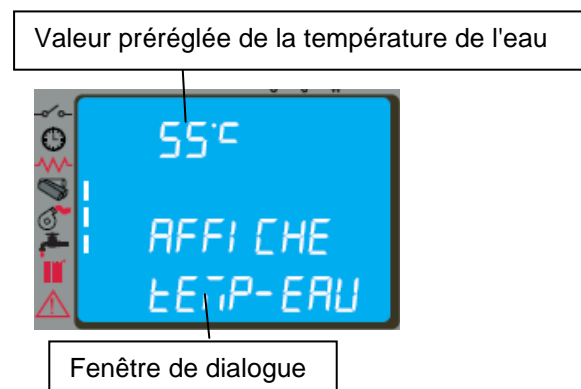 Valeur préréglée de la température de l'eau
55°C
AFFICHE
tEMP-EAU
Fenêtre de dialogue